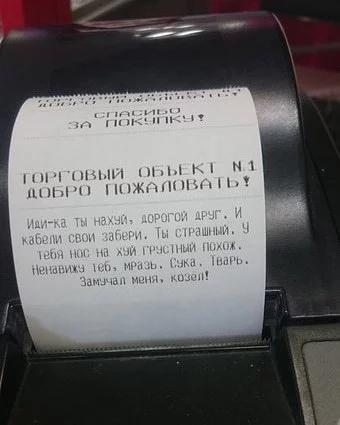 ДОБРО ПОЖАЛОВАТЬ!
СПАСИБО
ЗА ПОКУПКУ!
ТОРГОВЫЙ ОБЪЕКТ N.1
ДОБРО ПОЖАЛОВАТЬ!
Иди-ка ты нахуй, дорогой друг. И
кабели свои забери. Ты страшный. У
тебя нос на хуй грустный похож.
Ненавижу теб, мразь. Сука. Тварь.
Замучал меня, козел!